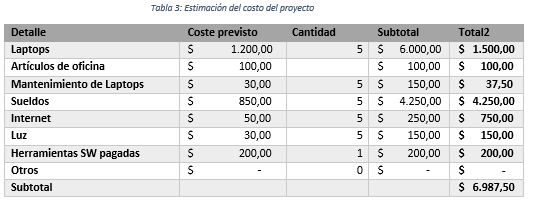 Tabla 3: Estimación del costo del proyecto
Detalle Coste previsto Cantidad Subtotal Total2
Laptops $ 1.200,00 5 $ 6.000,00 $ 1.500,00
Artículos de oficina $ 100,00 $ 100,00 $ 100,00
Mantenimiento de Laptops $ 30,00 5 $ 150,00 $ 37,50
Sueldos $ 850,00 5 $ 4.250,00 $ 4.250,00
Internet $ 50,00 5 $ 250,00 $ 750,00
Luz $ 30,00 5 $ 150,00 $ 150,00
Herramientas SW pagadas $ 200,00 1 $ 200,00 $ 200,00
Otros $ - 0 $ - $ -
Subtotal $ 6.987,50